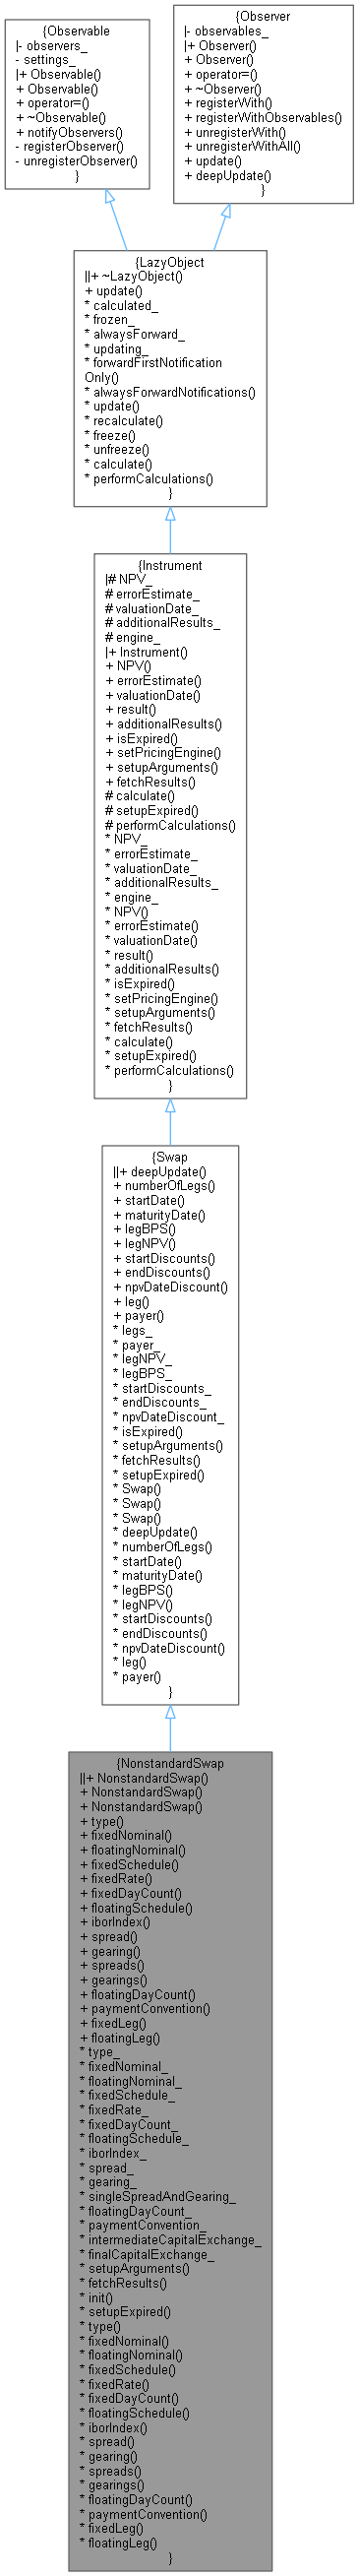 {Observable
|- observers_
- settings_
|+ Observable()
+ Observable()
+ operator=()
+ ~Observable()
+ notifyObservers()
- registerObserver()
- unregisterObserver()
}
{Observer
|- observables_
|+ Observer()
+ Observer()
+ operator=()
+ ~Observer()
+ registerWith()
+ registerWithObservables()
+ unregisterWith()
+ unregisterWithAll()
+ update()
+ deepUpdate()
}
{LazyObject
||+ ~LazyObject()
+ update()
* calculated_
* frozen_
* alwaysForward_
* updating_
* forwardFirstNotification
Only()
* alwaysForwardNotifications()
* update()
* recalculate()
* freeze()
* unfreeze()
* calculate()
* performCalculations()
}
{Instrument
|# NPV_
# errorEstimate_
# valuationDate_
# additionalResults_
# engine_
|+ Instrument()
+ NPV()
+ errorEstimate()
+ valuationDate()
+ result()
+ additionalResults()
+ isExpired()
+ setPricingEngine()
+ setupArguments()
+ fetchResults()
# calculate()
# setupExpired()
# performCalculations()
* NPV_
* errorEstimate_
* valuationDate_
* additionalResults_
* engine_
* NPV()
* errorEstimate()
* valuationDate()
* result()
* additionalResults()
* isExpired()
* setPricingEngine()
* setupArguments()
* fetchResults()
* calculate()
* setupExpired()
* performCalculations()
}
{Swap
||+ deepUpdate()
+ numberOfLegs()
+ startDate()
+ maturityDate()
+ legBPS()
+ legNPV()
+ startDiscounts()
+ endDiscounts()
+ npvDateDiscount()
+ leg()
+ payer()
* legs_
* payer_
* legNPV_
* legBPS_
* startDiscounts_
* endDiscounts_
* npvDateDiscount_
* isExpired()
* setupArguments()
* fetchResults()
* setupExpired()
* Swap()
* Swap()
* Swap()
* deepUpdate()
* numberOfLegs()
* startDate()
* maturityDate()
* legBPS()
* legNPV()
* startDiscounts()
* endDiscounts()
* npvDateDiscount()
* leg()
* payer()
}
{NonstandardSwap
||+ NonstandardSwap()
+ NonstandardSwap()
+ NonstandardSwap()
+ type()
+ fixedNominal()
+ floatingNominal()
+ fixedSchedule()
+ fixedRate()
+ fixedDayCount()
+ floatingSchedule()
+ iborIndex()
+ spread()
+ gearing()
+ spreads()
+ gearings()
+ floatingDayCount()
+ paymentConvention()
+ fixedLeg()
+ floatingLeg()
* type_
* fixedNominal_
* floatingNominal_
* fixedSchedule_
* fixedRate_
* fixedDayCount_
* floatingSchedule_
* iborIndex_
* spread_
* gearing_
* singleSpreadAndGearing_
* floatingDayCount_
* paymentConvention_
* intermediateCapitalExchange_
* finalCapitalExchange_
* setupArguments()
* fetchResults()
* init()
* setupExpired()
* type()
* fixedNominal()
* floatingNominal()
* fixedSchedule()
* fixedRate()
* fixedDayCount()
* floatingSchedule()
* iborIndex()
* spread()
* gearing()
* spreads()
* gearings()
* floatingDayCount()
* paymentConvention()
* fixedLeg()
* floatingLeg()
}